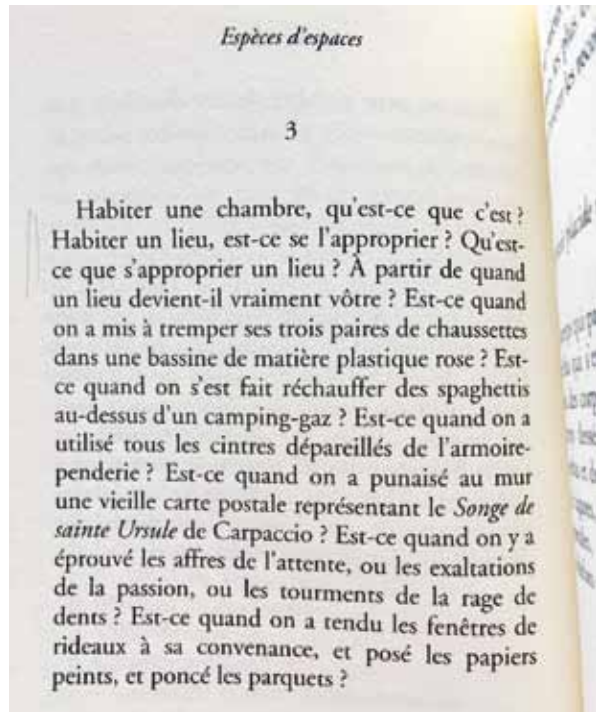 Espèces d'espaces
3
Habiter une chambre, qu'est-ce que c'est ?
Habiter un lieu, est-ce se l'approprier ? Qu'est-
ce que s'approprier un lieu ? À partir de quand
un lieu devient-il vraiment vôtre ? Est-ce quand
on a mis à tremper ses trois paires de chaussettes
dans une bassine de matière plastique rose ? Est-
ce quand on s'est fait réchauffer des spaghettis
au-dessus d'un camping-gaz ? Est-ce quand on a
utilisé tous les cintres dépareillés de l'armoire-
penderie ? Est-ce quand on a punaisé au mur
une vieille carte postale représentant le Songe de
sainte Ursule de Carpaccio ? Est-ce quand on y a
éprouvé les affres de l'attente, ou les exaltations
de la passion, ou les tourments de la rage de
dents ? Est-ce quand on a tendu les fenêtres de
rideaux à sa convenance, et posé les papiers
peints, et poncé les parquets ?